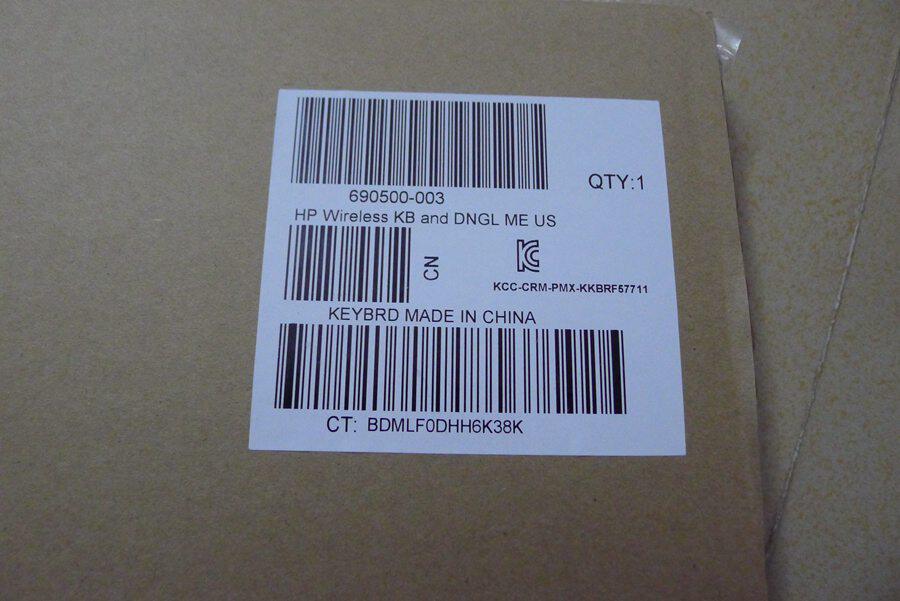 690500-003
QTY:1
HP Wireless KB and DNGL ME US
CN
KC
KCC-CRM-PMX-KKBRF57711
KEYBRD MADE IN CHINA
CT: BDMLF0DHH6K38K